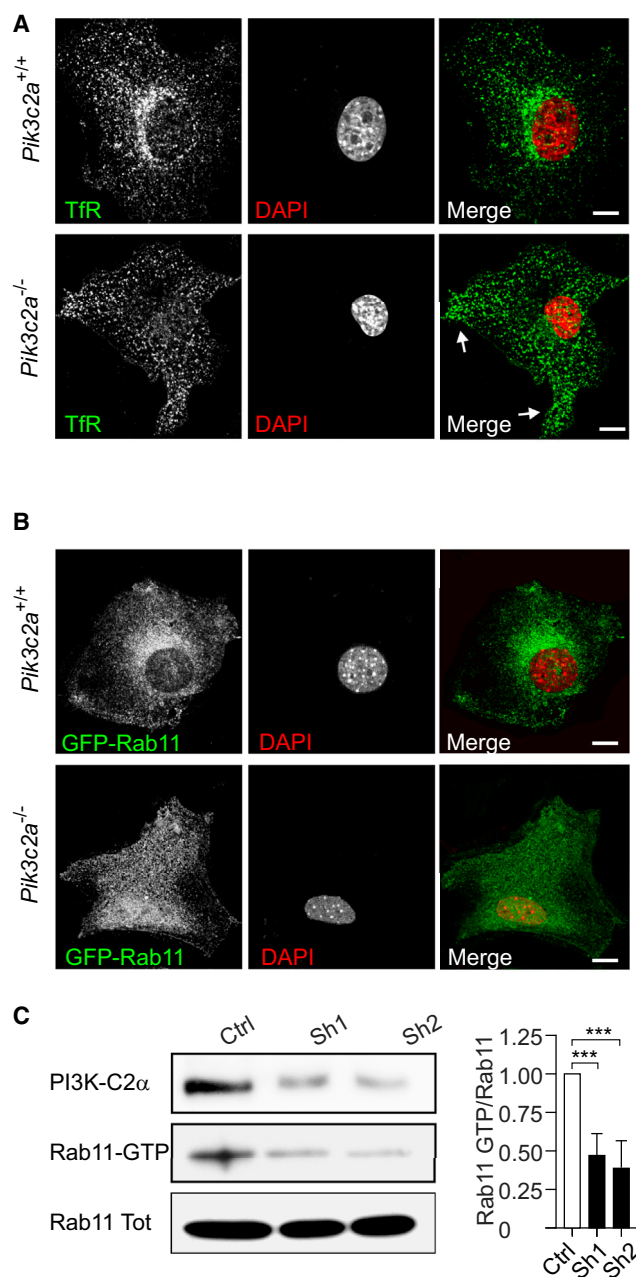 A
Pik3c2a+/+
TfR
DAPI
Merge
Pik3c2a-/-
TfR
DAPI
Merge
B
Pik3c2a+/+
GFP-Rab11
DAPI
Merge
Pik3c2a-/-
GFP-Rab11
DAPI
Merge
C
Ctrl Sh1 Sh2
PI3K-C2α
Rab11-GTP
Rab11 Tot
Rab11 GTP/Rab11
1.25
1.00
0.75
0.50
0.25
0
***
***
Ctrl
Sh1
Sh2